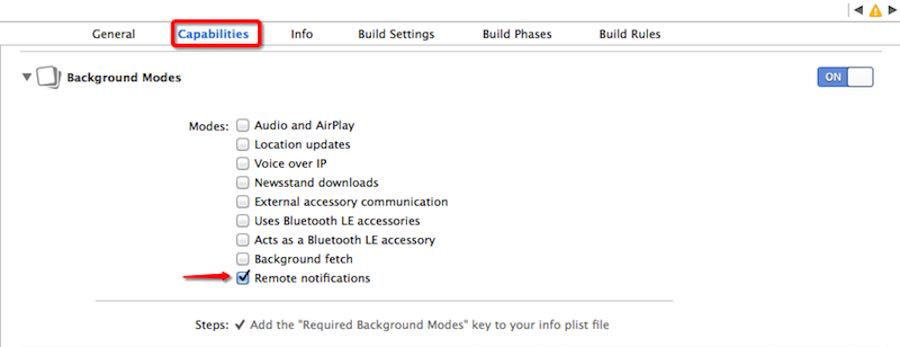 General Capabilities Info Build Settings Build Phases Build Rules
Background Modes ON
Modes: Audio and AirPlay
Location updates
Voice over IP
Newsstand downloads
External accessory communication
Uses Bluetooth LE accessories
Acts as a Bluetooth LE accessory
Background fetch
Remote notifications
Steps: ✓ Add the "Required Background Modes" key to your info plist file